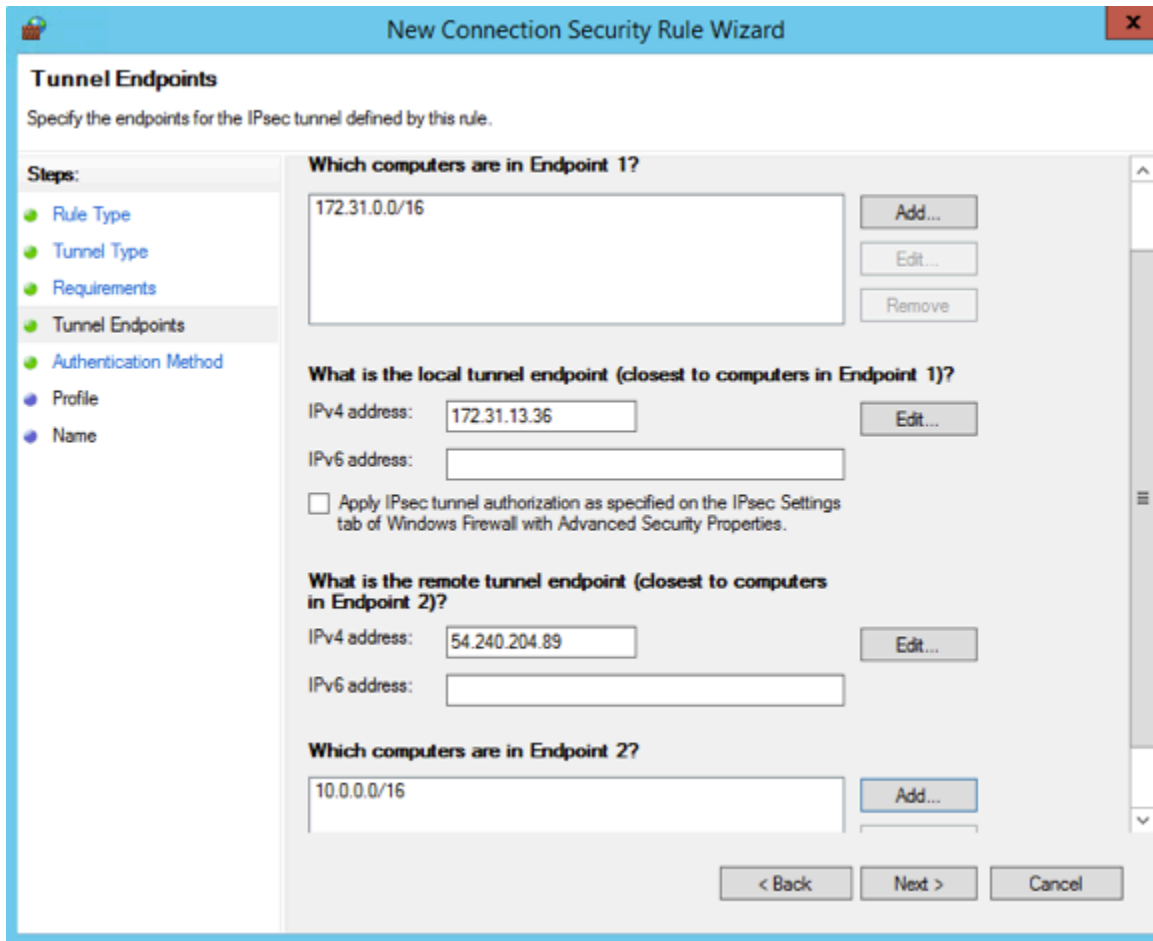 New Connection Security Rule Wizard
x
Tunnel Endpoints
Specify the endpoints for the IPsec tunnel defined by this rule.
Steps:
Rule Type
Tunnel Type
Requirements
Tunnel Endpoints
Authentication Method
Profile
Name
Which computers are in Endpoint 1?
172.31.0.0/16
Add...
Edit...
Remove
What is the local tunnel endpoint (closest to computers in Endpoint 1)?
IPv4 address:
172.31.13.36
Edit...
IPv6 address:
Apply IPsec tunnel authorization as specified on the IPsec Settings
tab of Windows Firewall with Advanced Security Properties.
What is the remote tunnel endpoint (closest to computers
in Endpoint 2)?
IPv4 address:
54.240.204.89
Edit...
IPv6 address:
Which computers are in Endpoint 2?
10.0.0.0/16
Add...
< Back
Next >
Cancel